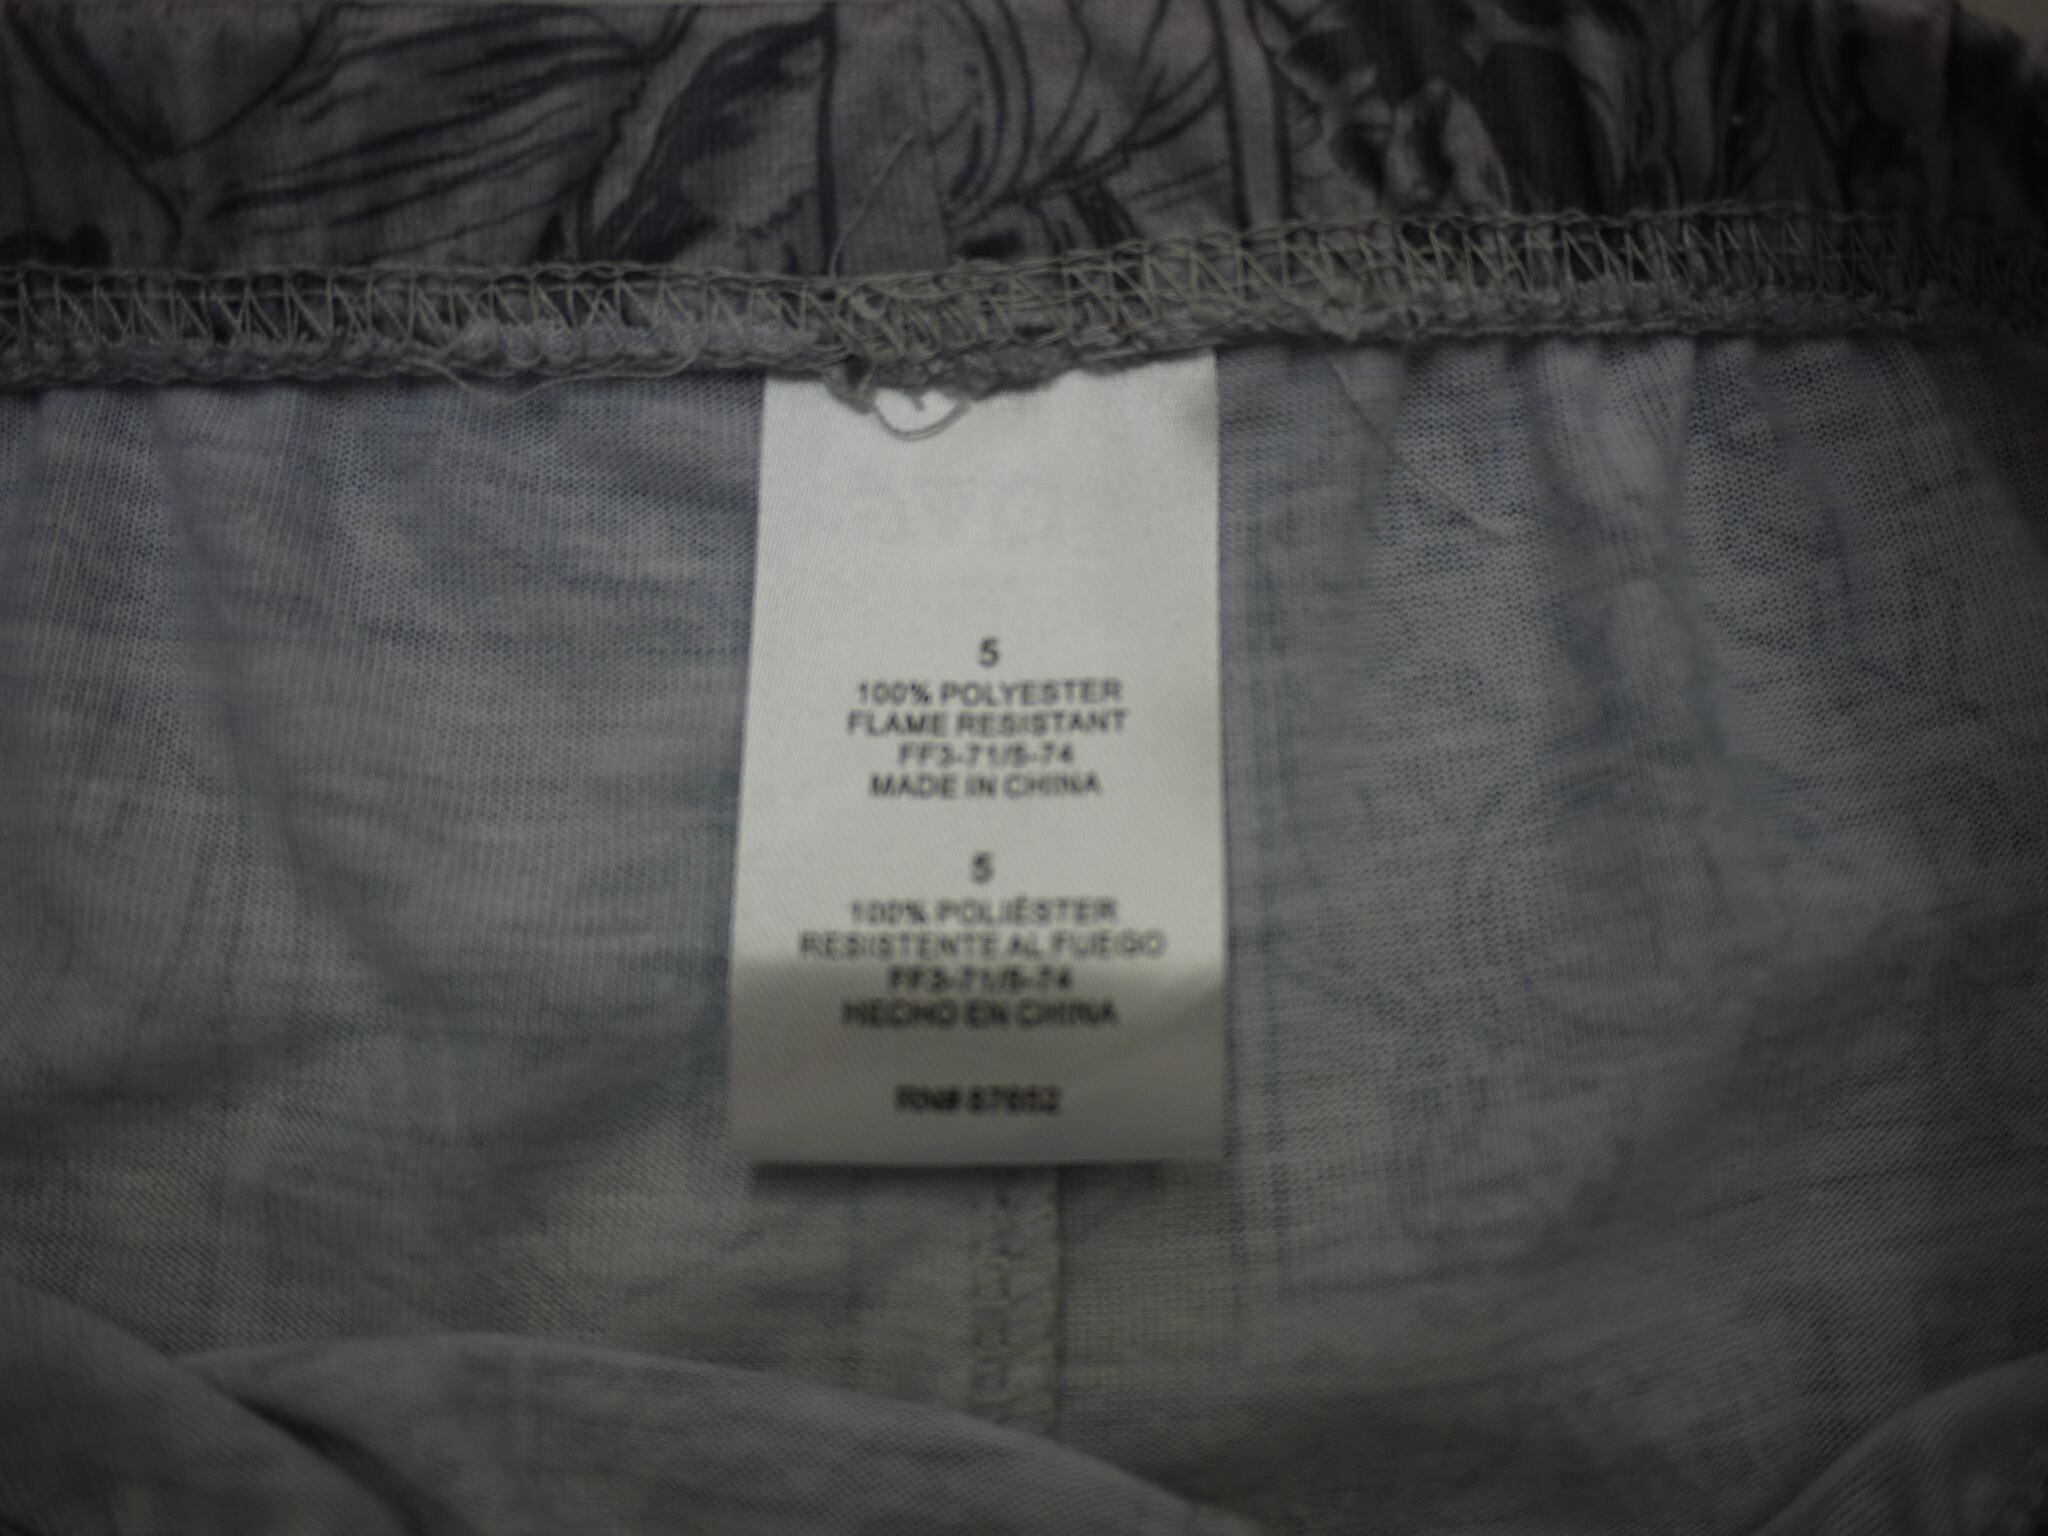 5
100% POLYESTER
FLAME RESISTANT
FF3-71/5-74
MADE IN CHINA
5
100% POLIÉSTER
RESISTENTE AL FUEGO
FF3-71/5-74
HECHO EN CHINA
RN#